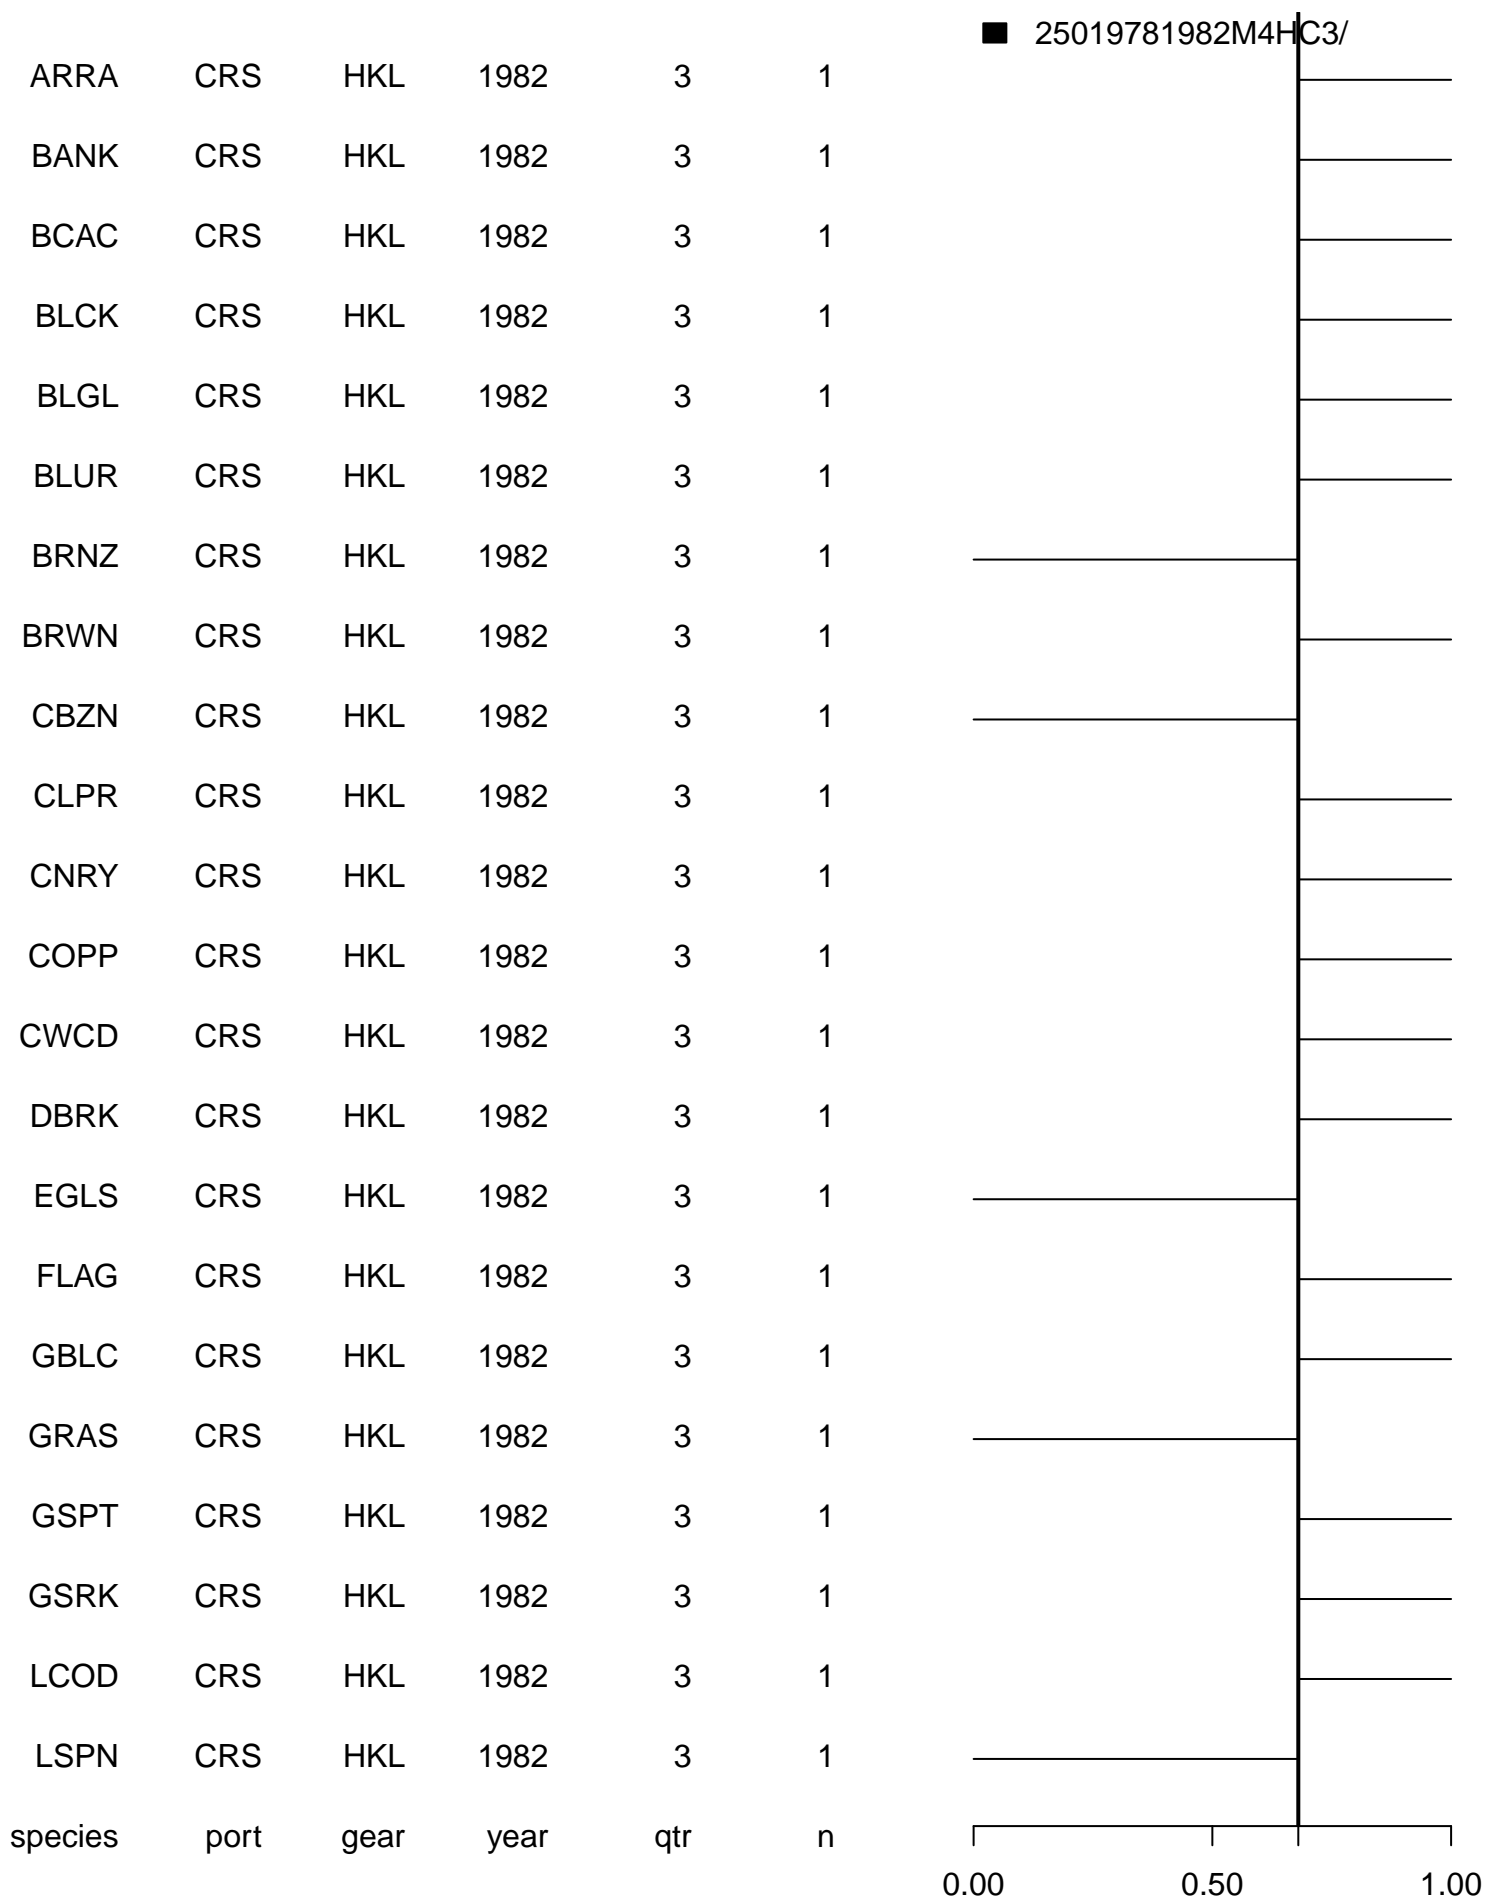 25019781982M4HC3/
ARRA CRS HKL 1982 3 1
BANK CRS HKL 1982 3 1
BCAC CRS HKL 1982 3 1
BLCK CRS HKL 1982 3 1
BLGL CRS HKL 1982 3 1
BLUR CRS HKL 1982 3 1
BRNZ CRS HKL 1982 3 1
BRWN CRS HKL 1982 3 1
CBZN CRS HKL 1982 3 1
CLPR CRS HKL 1982 3 1
CNRY CRS HKL 1982 3 1
COPP CRS HKL 1982 3 1
CWCD CRS HKL 1982 3 1
DBRK CRS HKL 1982 3 1
EGLS CRS HKL 1982 3 1
FLAG CRS HKL 1982 3 1
GBLC CRS HKL 1982 3 1
GRAS CRS HKL 1982 3 1
GSPT CRS HKL 1982 3 1
GSRK CRS HKL 1982 3 1
LCOD CRS HKL 1982 3 1
LSPN CRS HKL 1982 3 1
species port gear year qtr n
0.00 0.50 1.00